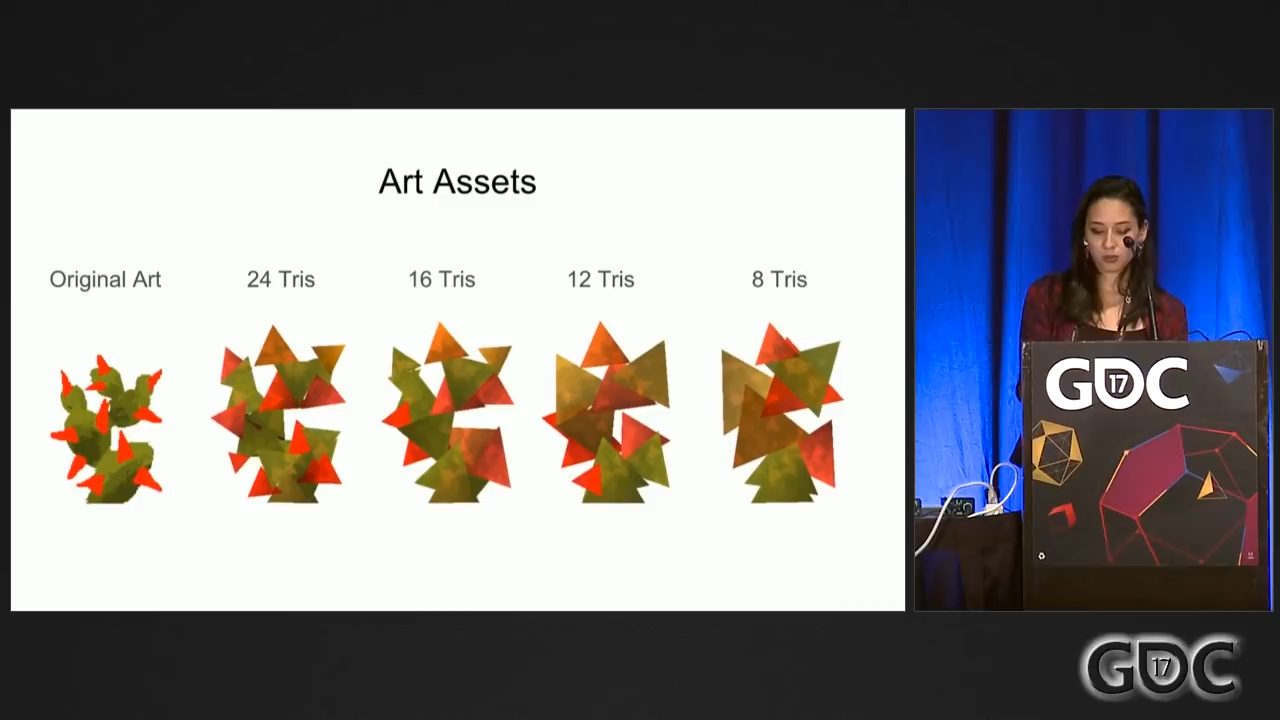 Art Assets
Original Art
24 Tris
16 Tris
12 Tris
8 Tris
GDC
17
GDC
17